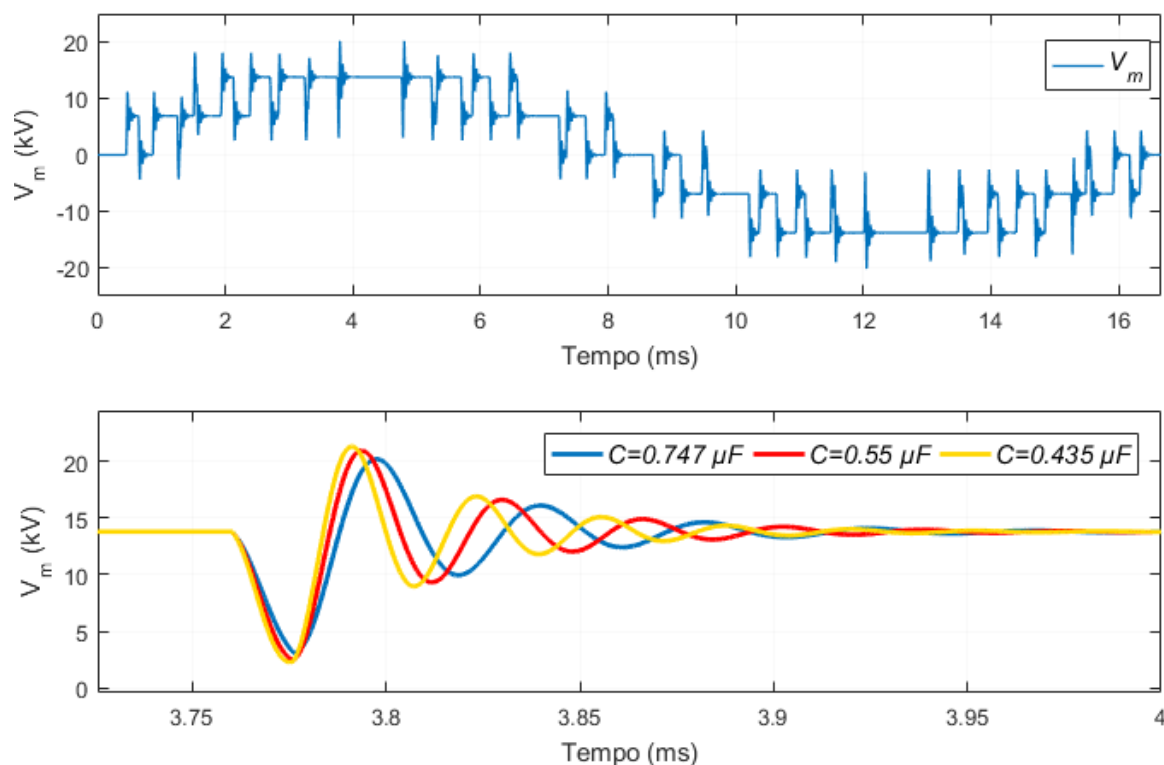 20
10
0
-10
-20
V_m (kV)
V_m
0 2 4 6 8 10 12 14 16
Tempo (ms)
20
15
10
5
0
V_m (kV)
C=0.747 μF C=0.55 μF C=0.435 μF
3.75 3.8 3.85 3.9 3.95 4
Tempo (ms)